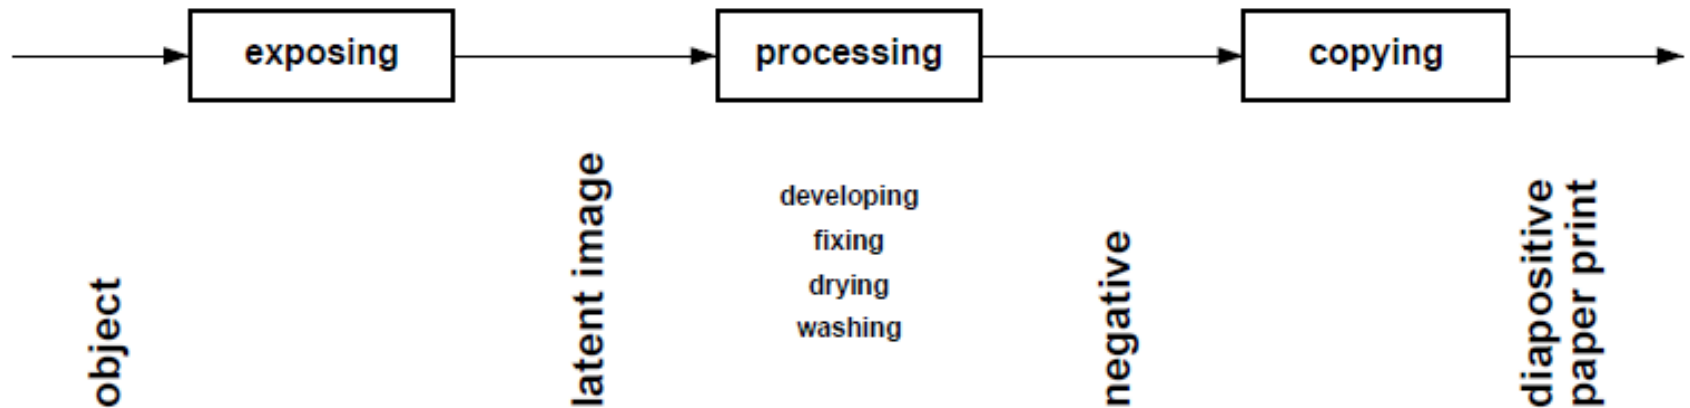 exposing
processing
copying
object
latent image
developing
fixing
drying
washing
negative
diapositive
paper print